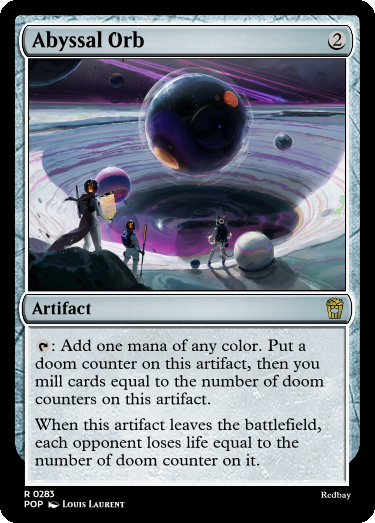 Abyssal Orb 2
Artifact
: Add one mana of any color. Put a
doom counter on this artifact, then you
mill cards equal to the number of doom
counters on this artifact.
When this artifact leaves the battlefield,
each opponent loses life equal to the
number of doom counter on it.
R 0283 Redbay
POP Louis Laurent